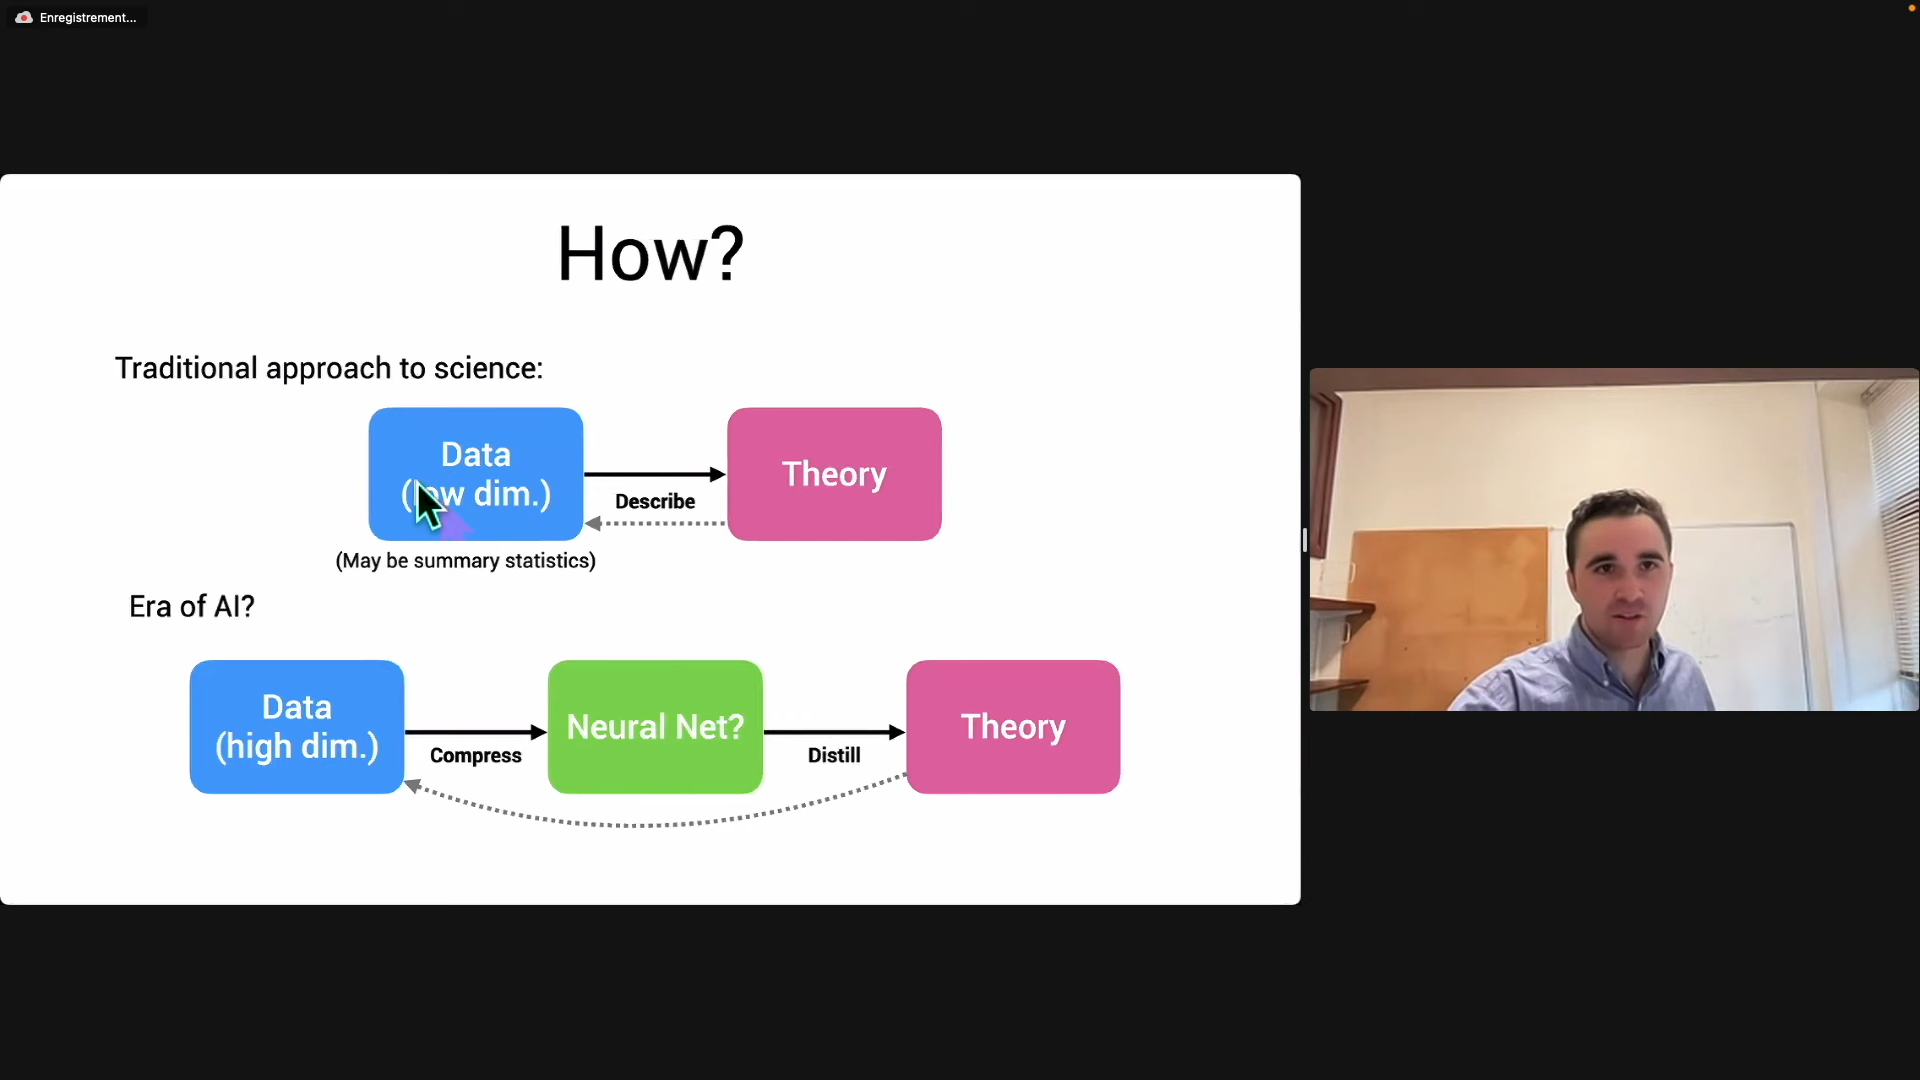 Enregistrement...
How?
Traditional approach to science:
Data
(low dim.)
Describe
Theory
(May be summary statistics)
Era of AI?
Data
(high dim.)
Compress
Neural Net?
Distill
Theory